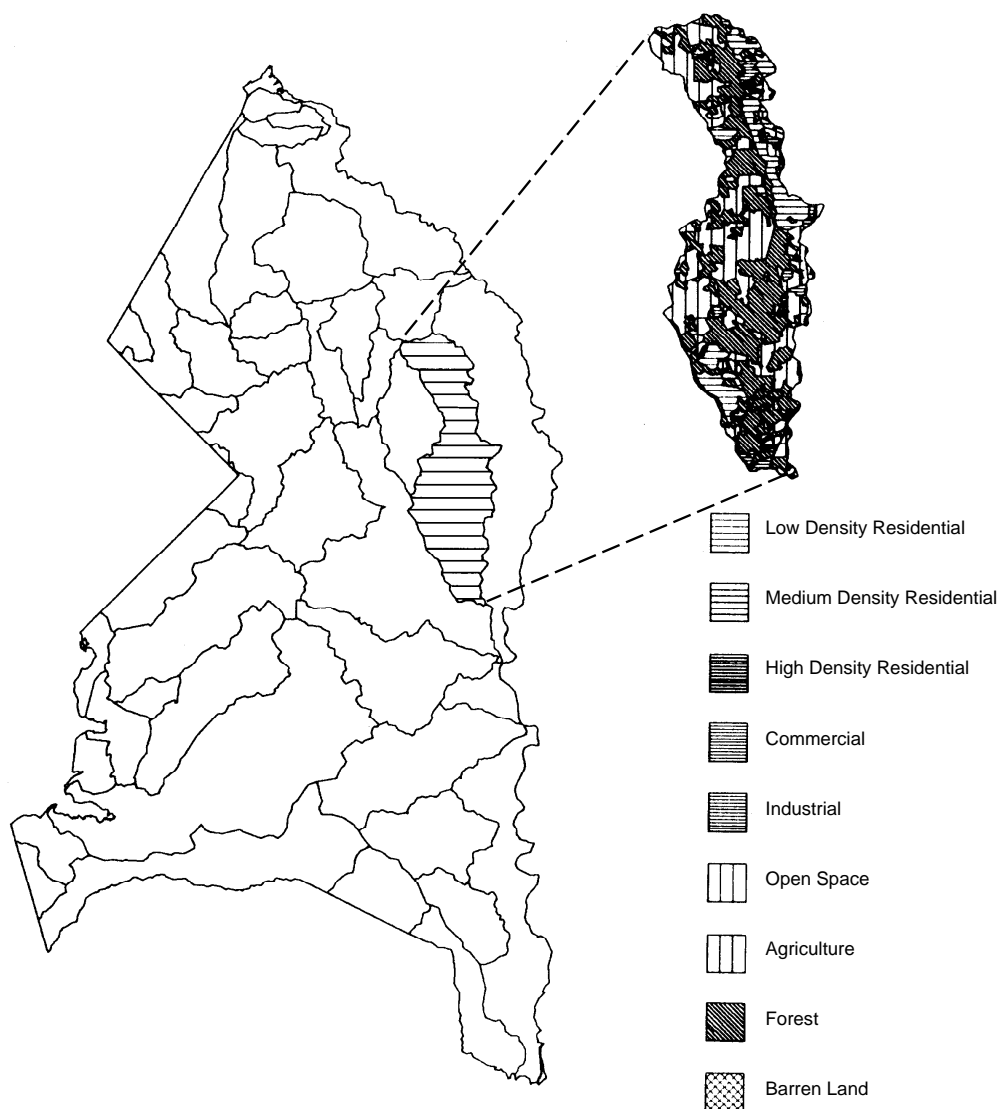 Low Density Residential
Medium Density Residential
High Density Residential
Commercial
Industrial
Open Space
Agriculture
Forest
Barren Land